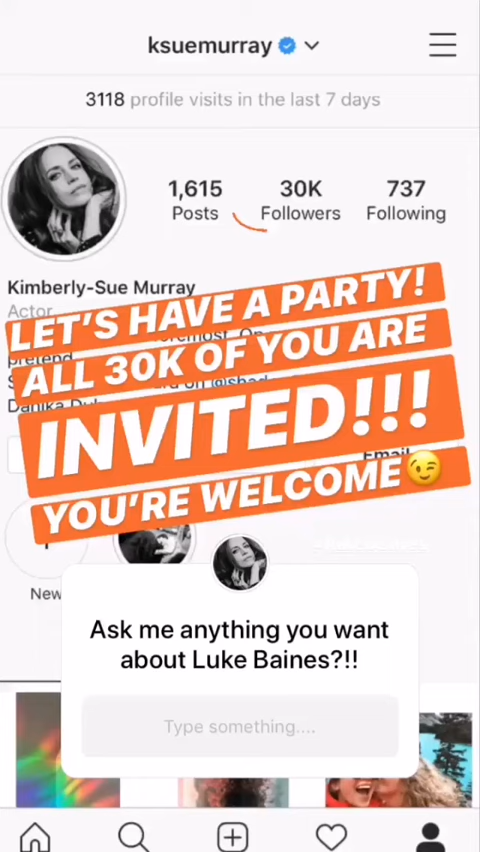 ksuemurray
3118 profile visits in the last 7 days
1,615 30K 737
Posts Followers Following
Kimberly-Sue Murray
Actor
LET'S HAVE A PARTY!
pretend
ALL 30K OF YOU ARE
INVITED!!!
Email
YOU'RE WELCOME😉
New
Ask me anything you want
about Luke Baines?!!
Type something....